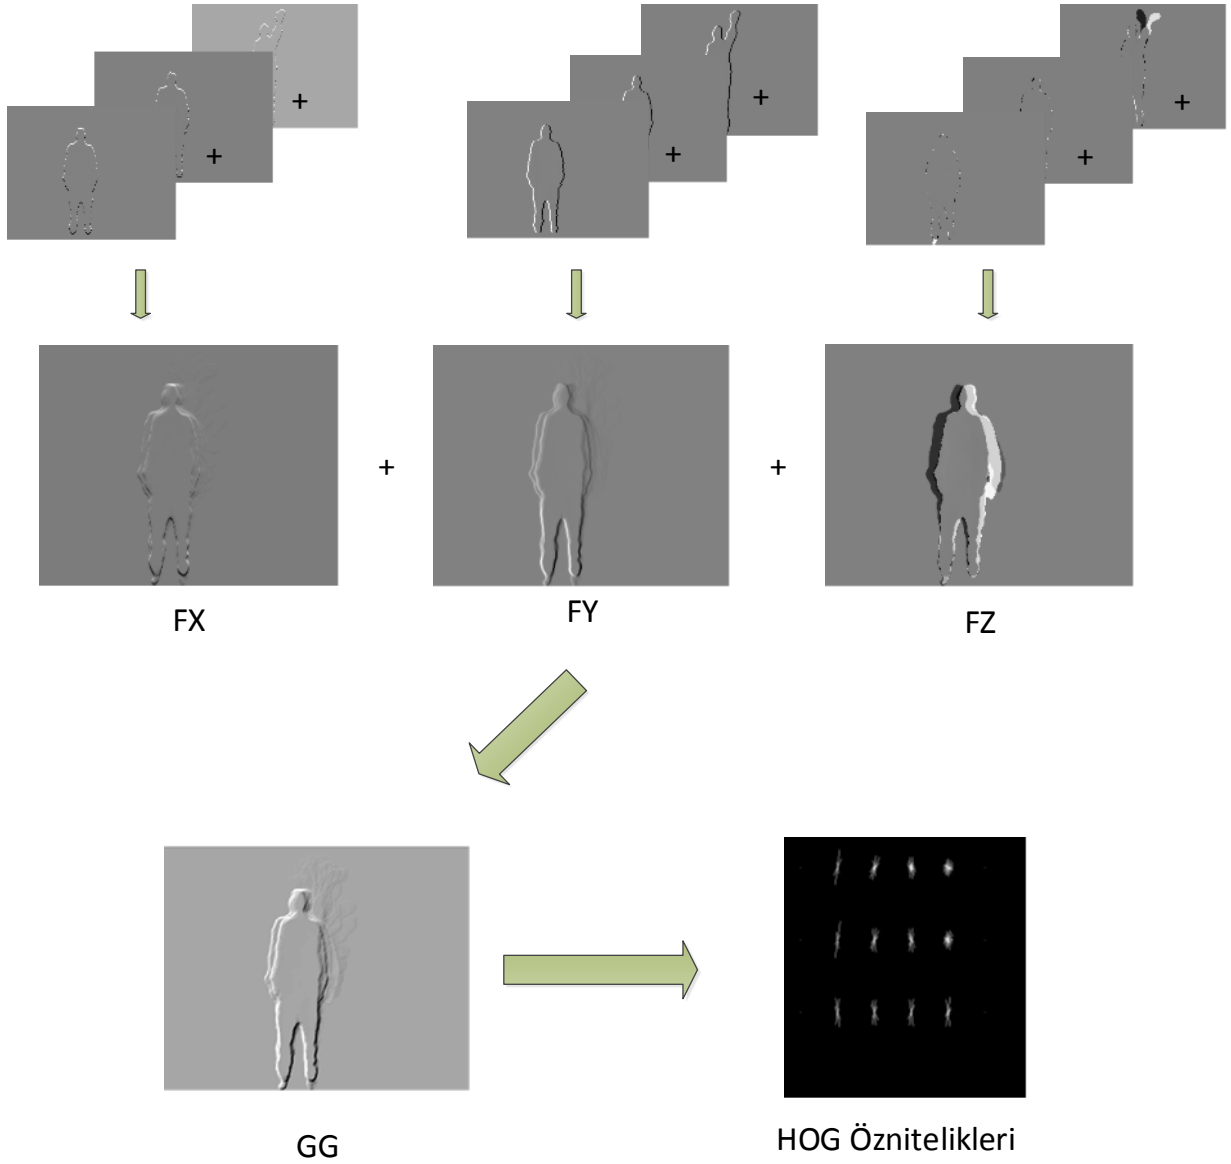 +
+
+
+
+
+
+
+
FX
FY
FZ
GG
HOG Öznitelikleri